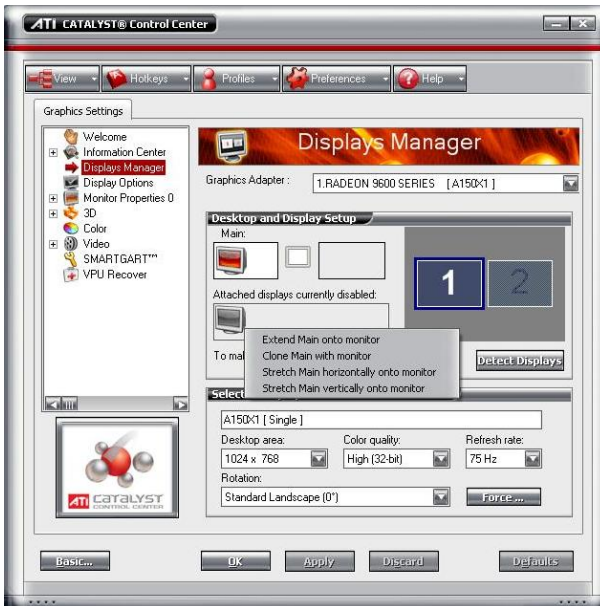 ATI CATALYST® Control Center
View
Hotkeys
Profiles
Preferences
Help
Graphics Settings
Welcome
Information Center
Displays Manager
Display Options
Monitor Properties 0
3D
Color
Video
SMARTGART™
VPU Recover
ATI CATALYST
CONTROL CENTER
Displays Manager
Graphics Adapter :
1.RADEON 9600 SERIES [ A150X1 ]
Desktop and Display Setup
Main:
1
2
Attached displays currently disabled:
Extend Main onto monitor
Clone Main with monitor
Stretch Main horizontally onto monitor
Stretch Main vertically onto monitor
Detect Displays
A150X1 [ Single ]
Desktop area:
Color quality:
Refresh rate:
1024 x 768
High (32-bit)
75 Hz
Rotation:
Standard Landscape (0°)
Force ...
Basic...
OK
Apply
Discard
Defaults